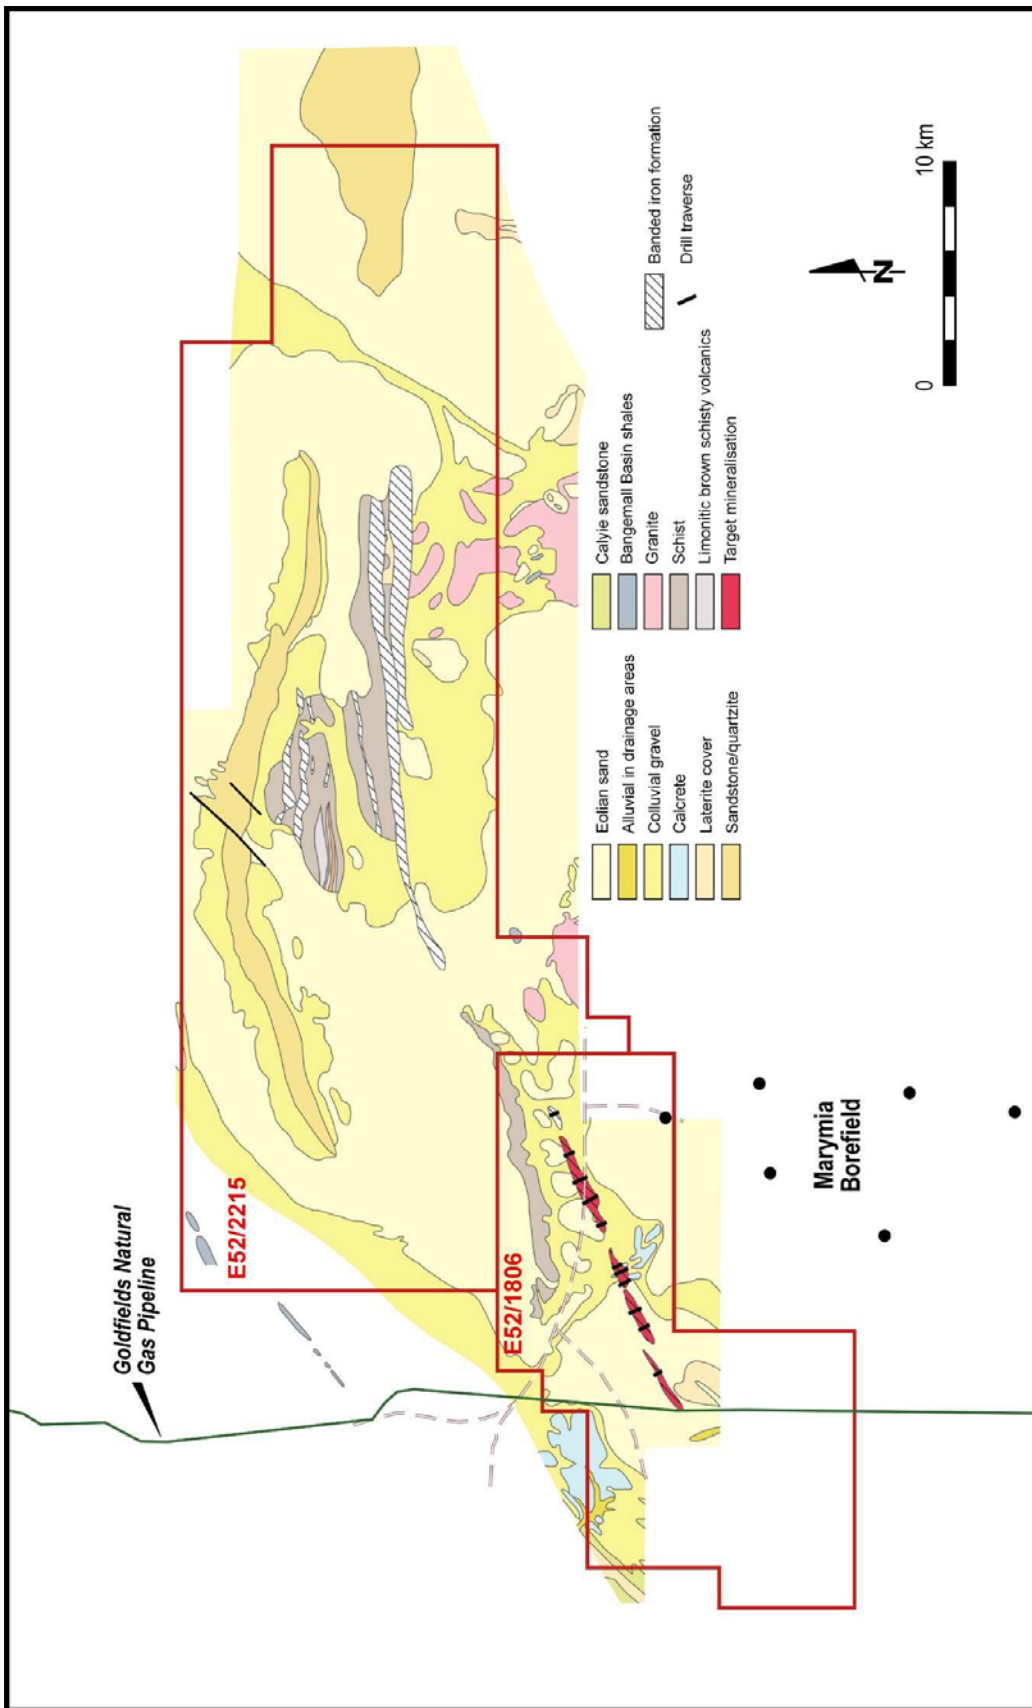 Goldfields Natural
Gas Pipeline
E52/2215
E52/1806
Marymia
Borefield
Eolian sand
Alluvial in drainage areas
Colluvial gravel
Calcrete
Laterite cover
Sandstone/quartzite
Calyie sandstone
Bangemall Basin shales
Granite
Schist
Limonitic brown schisty volcanics
Target mineralisation
Banded iron formation
Drill traverse
N
0
10 km